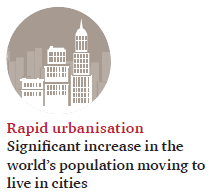 Rapid urbanisation
Significant increase in the
world's population moving to
live in cities